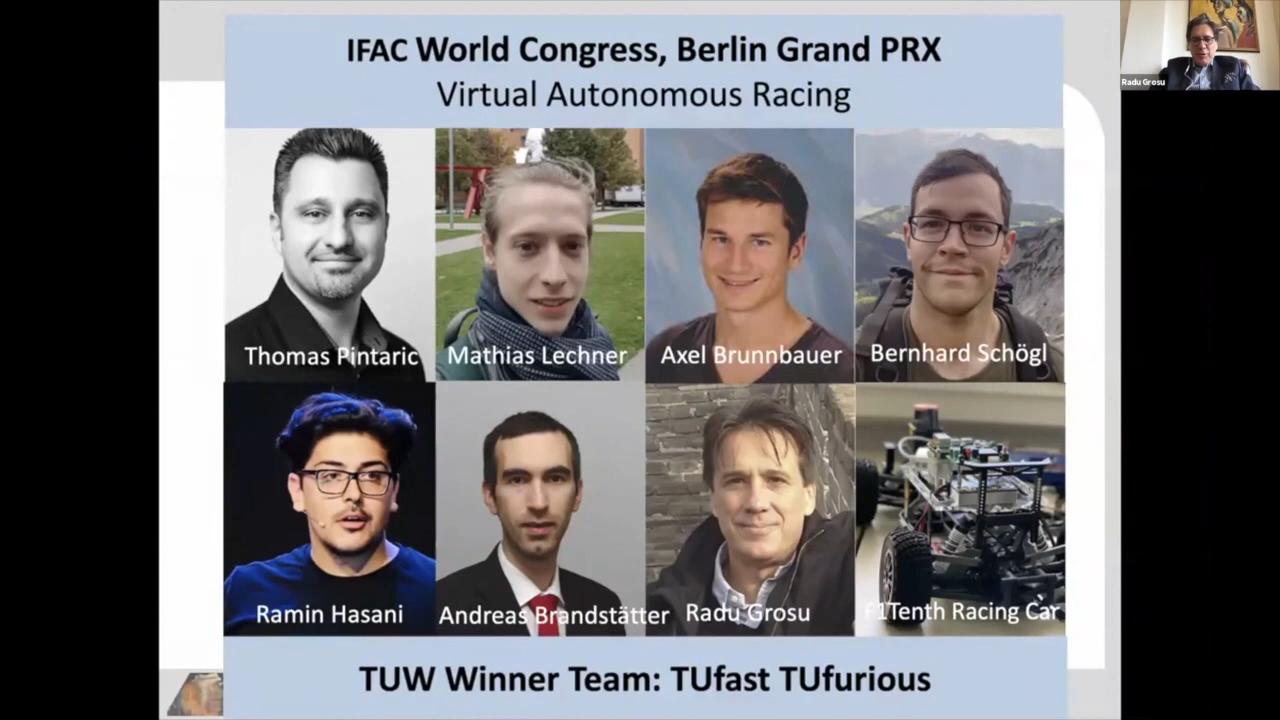 IFAC World Congress, Berlin Grand PRX
Virtual Autonomous Racing
Radu Grosu
Thomas Pintaric
Mathias Lechner
Axel Brunnbauer
Bernhard Schögl
Ramin Hasani
Andreas Brandstätter
Radu Grosu
F1Tenth Racing Car
TUW Winner Team: TUfast TUfurious